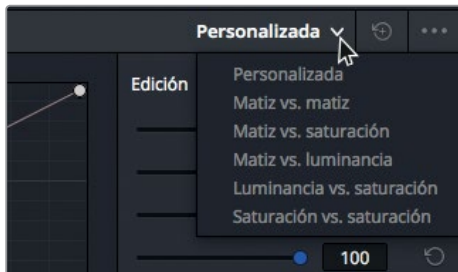 Personalizada
Edición
Personalizada
Matiz vs. matiz
Matiz vs. saturación
Matiz vs. luminancia
Luminancia vs. saturación
Saturación vs. saturación
100